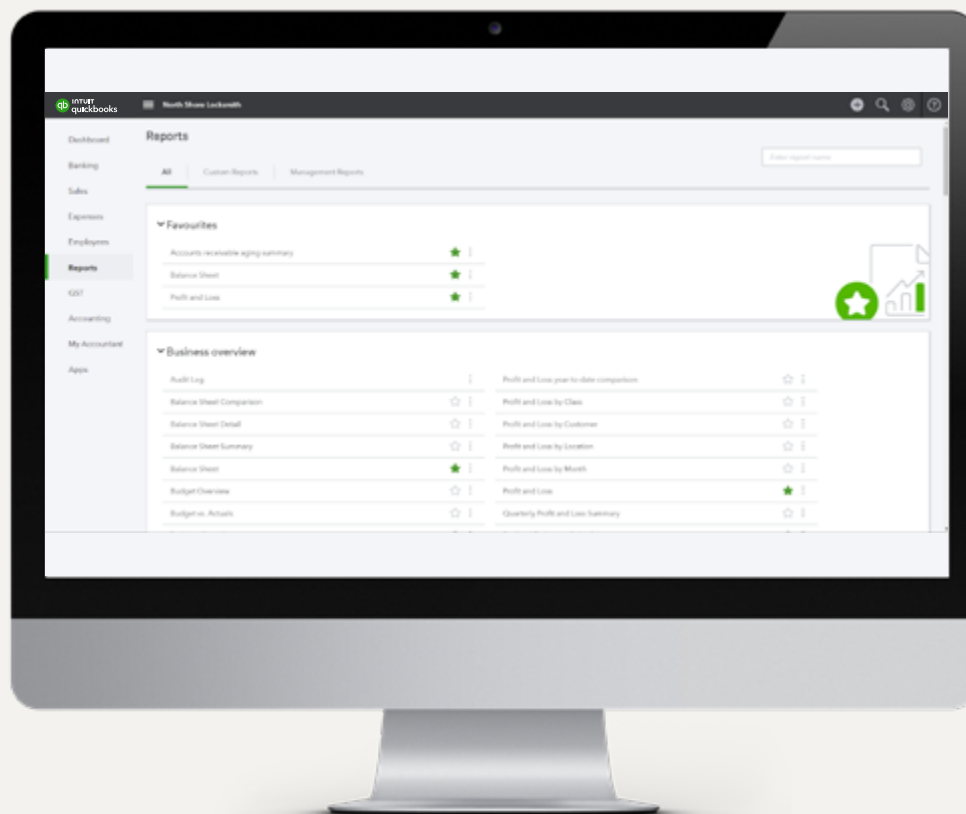 INTUIT
quickbooks
North Shore Locksmith
Dashboard
Banking
Sales
Expenses
Employees
Reports
GST
Accounting
My Accountant
Apps
Reports
Enter report name
All
Custom Reports
Management Reports
Favourites
Accounts receivable aging summary
Balance Sheet
Profit and Loss
Business overview
Audit Log
Balance Sheet Comparison
Balance Sheet Detail
Balance Sheet Summary
Balance Sheet
Budget Overview
Budget vs. Actuals
Profit and Loss year-to-date comparison
Profit and Loss by Class
Profit and Loss by Customer
Profit and Loss by Location
Profit and Loss by Month
Profit and Loss
Quarterly Profit and Loss Summary